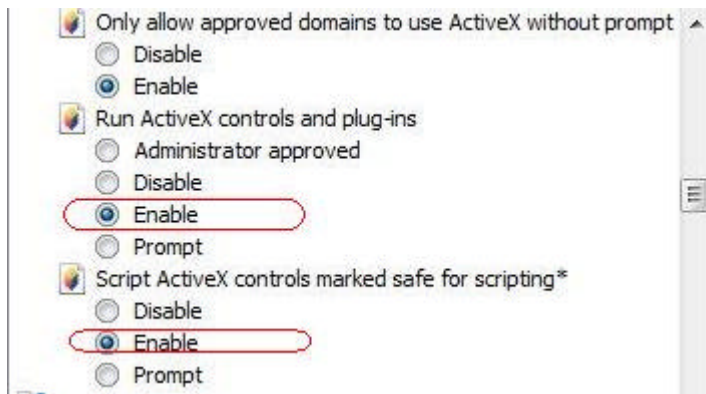 Only allow approved domains to use ActiveX without prompt
Disable
Enable
Run ActiveX controls and plug-ins
Administrator approved
Disable
Enable
Prompt
Script ActiveX controls marked safe for scripting*
Disable
Enable
Prompt